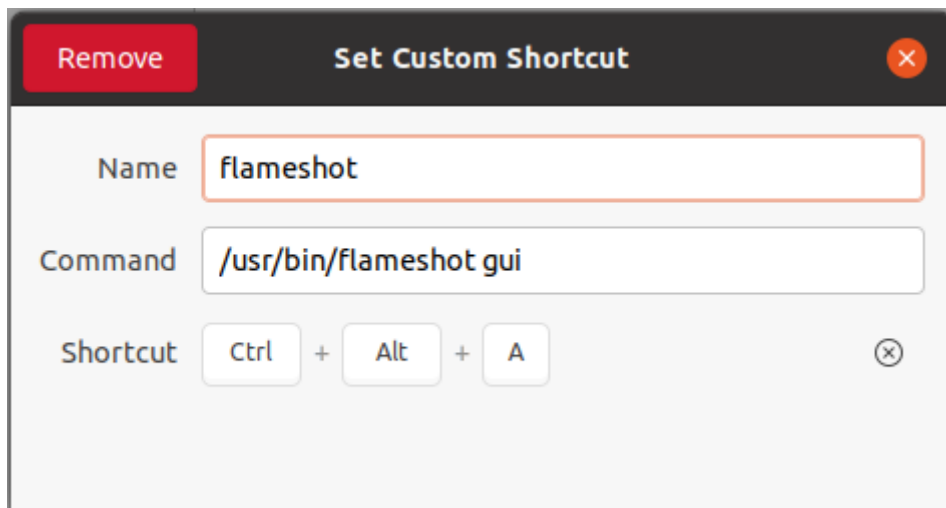 Remove Set Custom Shortcut
Name flameshot
Command /usr/bin/flameshot gui
Shortcut Ctrl + Alt + A